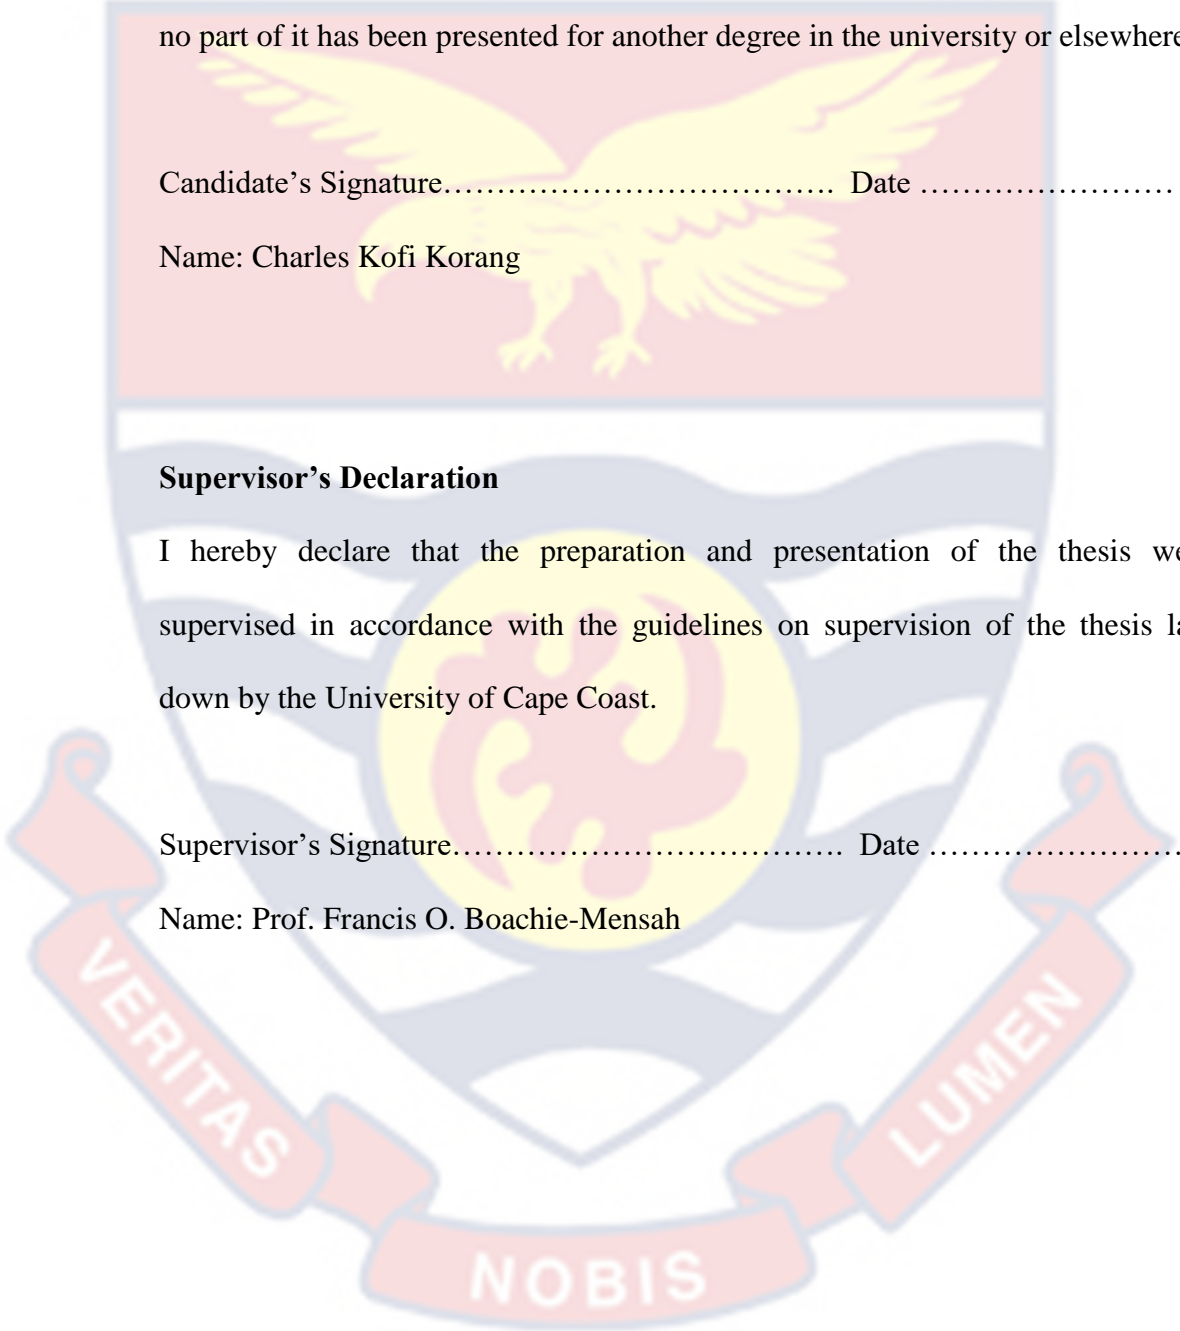 no part of it has been presented for another degree in the university or elsewhere
Candidate’s Signature………………………………. Date ……………………
Name: Charles Kofi Korang
Supervisor’s Declaration
I hereby declare that the preparation and presentation of the thesis we
supervised in accordance with the guidelines on supervision of the thesis la
down by the University of Cape Coast.
Supervisor’s Signature………………………………. Date ……………………
Name: Prof. Francis O. Boachie-Mensah
VERITAS
NOBIS
LUMEN